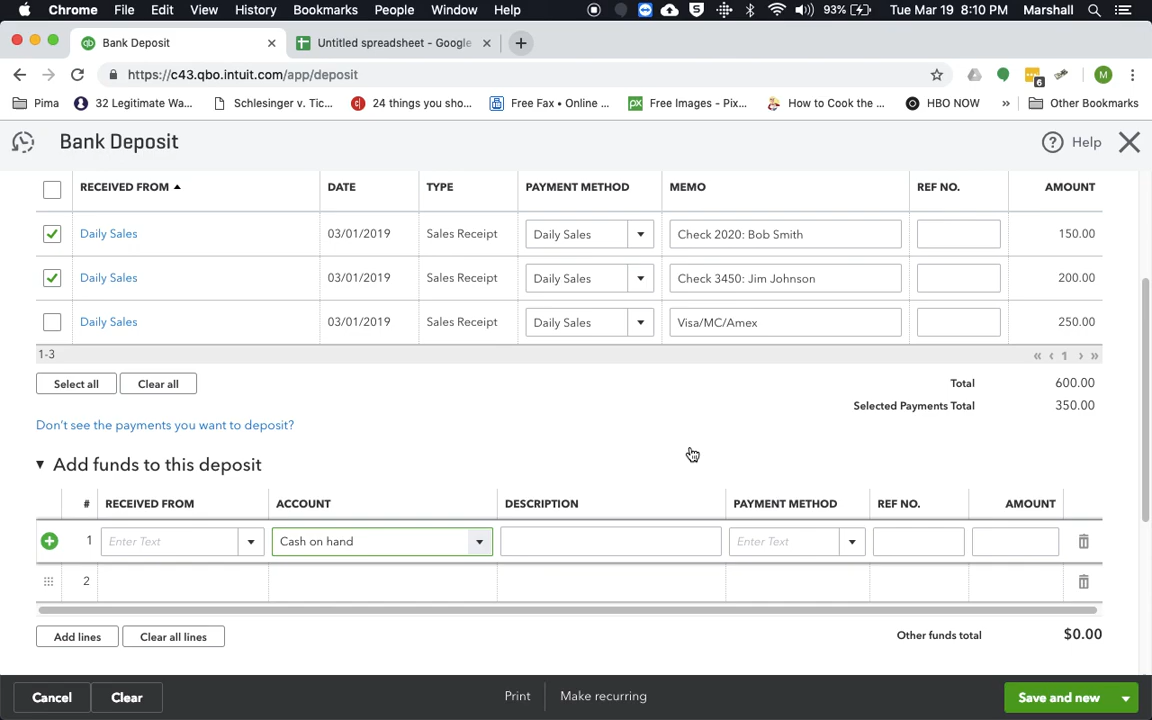 Chrome File Edit View History Bookmarks People Window Help 93% Tue Mar 19 8:10 PM Marshall
Bank Deposit Untitled spreadsheet - Google
https://c43.qbo.intuit.com/app/deposit M
Pima 32 Legitimate Wa... Schlesinger v. Tic... 24 things you sho... Free Fax • Online ... Free Images - Pix... How to Cook the ... HBO NOW » Other Bookmarks
Bank Deposit Help
RECEIVED FROM DATE TYPE PAYMENT METHOD MEMO REF NO. AMOUNT
Daily Sales 03/01/2019 Sales Receipt Daily Sales Check 2020: Bob Smith 150.00
Daily Sales 03/01/2019 Sales Receipt Daily Sales Check 3450: Jim Johnson 200.00
Daily Sales 03/01/2019 Sales Receipt Daily Sales Visa/MC/Amex 250.00
1-3 « ‹ 1 › »
Select all Clear all Total 600.00
Selected Payments Total 350.00
Don't see the payments you want to deposit?
Add funds to this deposit
# RECEIVED FROM ACCOUNT DESCRIPTION PAYMENT METHOD REF NO. AMOUNT
1 Enter Text Cash on hand Enter Text
2
Add lines Clear all lines Other funds total $0.00
Cancel Clear Print Make recurring Save and new